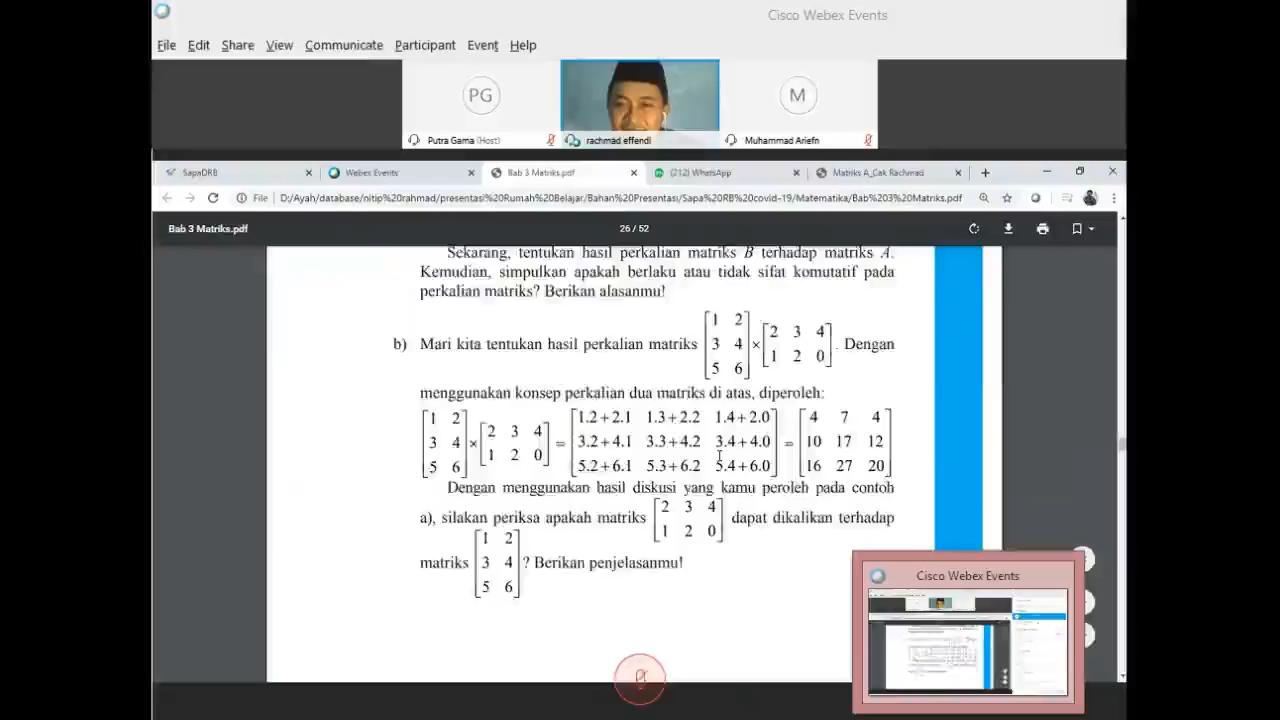 Cisco Webex Events
File Edit Share View Communicate Participant Event Help
PG
M
Putra Gama (Host)
rachmad effendi
Muhammad Ariefn
SapaDRB
Webex Events
Bab 3 Matriks.pdf
(212) WhatsApp
Matriks A_Cak Rachmad
File D:/Ayah/database/nitip%20rahmad/presentasi%20Rumah%20Belajar/Bahan%20Presentasi/Sapa%20RB%20covid-19/Matematika/Bab%203%20Matriks.pdf
Bab 3 Matriks.pdf
26 / 52
Sekarang, tentukan hasil perkalian matriks B terhadap matriks A.
Kemudian, simpulkan apakah berlaku atau tidak sifat komutatif pada
perkalian matriks? Berikan alasanmu!
b) Mari kita tentukan hasil perkalian matriks [1 2; 3 4; 5 6] × [2 3 4; 1 2 0]. Dengan
menggunakan konsep perkalian dua matriks di atas, diperoleh:
[1 2; 3 4; 5 6] × [2 3 4; 1 2 0] = [1.2+2.1 1.3+2.2 1.4+2.0; 3.2+4.1 3.3+4.2 3.4+4.0; 5.2+6.1 5.3+6.2 5.4+6.0] = [4 7 4; 10 17 12; 16 27 20]
Dengan menggunakan hasil diskusi yang kamu peroleh pada contoh
a), silakan periksa apakah matriks [2 3 4; 1 2 0] dapat dikalikan terhadap
matriks [1 2; 3 4; 5 6] ? Berikan penjelasanmu!
Cisco Webex Events